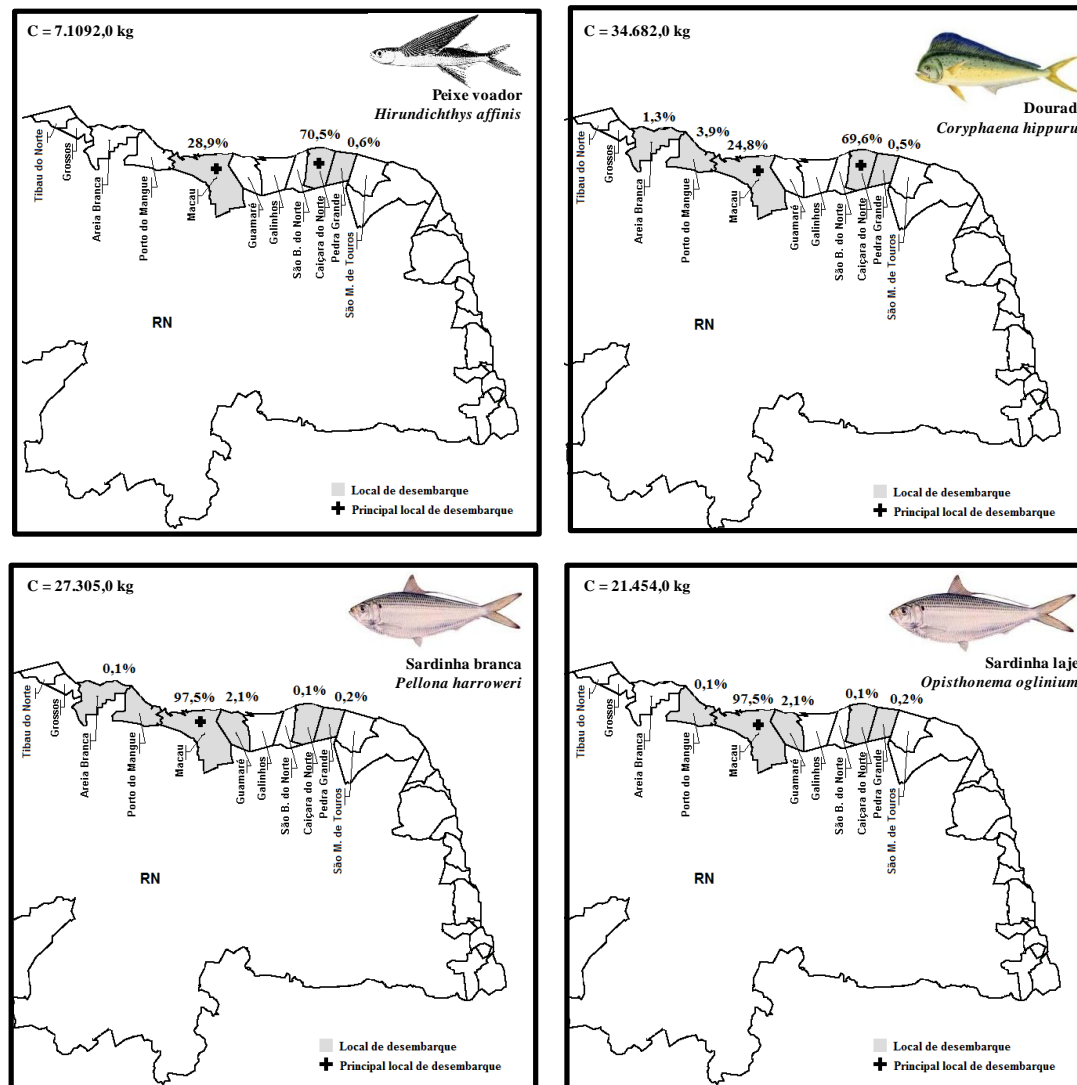 C = 7.1092,0 kg
Peixe voador
Hirundichthys affinis
28,9%
70,5%
0,6%
Tibau do Norte
Grossos
Areia Branca
Porto do Mangue
Macau
Guamaré
Galinhos
São B. do Norte
Caiçara do Norte
Pedra Grande
São M. de Touros
RN
Local de desembarque
Principal local de desembarque
C = 34.682,0 kg
Dourad
Coryphaena hippuru
1,3%
3,9%
24,8%
69,6%
0,5%
Tibau do Norte
Grossos
Areia Branca
Porto do Mangue
Macau
Guamaré
Galinhos
São B. do Norte
Caiçara do Norte
Pedra Grande
São M. de Touros
RN
Local de desembarque
Principal local de desembarque
C = 27.305,0 kg
Sardinha branca
Pellona harroweri
0,1%
97,5%
2,1%
0,1%
0,2%
Tibau do Norte
Grossos
Areia Branca
Porto do Mangue
Macau
Guamaré
Galinhos
São B. do Norte
Caiçara do Norte
Pedra Grande
São M. de Touros
RN
Local de desembarque
Principal local de desembarque
C = 21.454,0 kg
Sardinha laje
Opisthonema oglinium
0,1%
97,5%
2,1%
0,1%
0,2%
Tibau do Norte
Grossos
Areia Branca
Porto do Mangue
Macau
Guamaré
Galinhos
São B. do Norte
Caiçara do Norte
Pedra Grande
São M. de Touros
RN
Local de desembarque
Principal local de desembarque